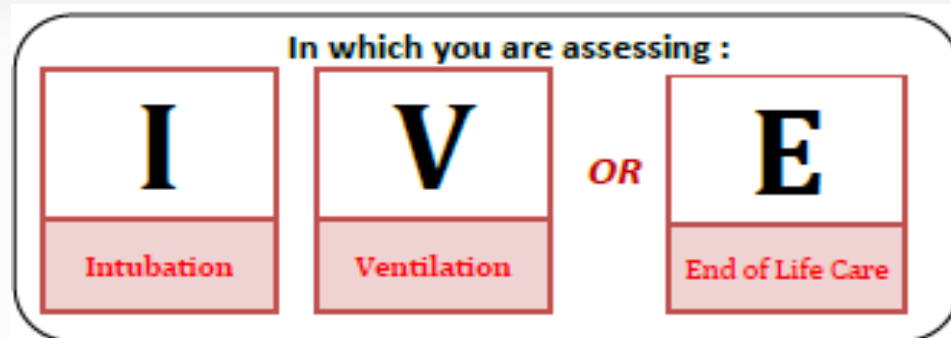 In which you are assessing :
I V OR E
Intubation Ventilation End of Life Care